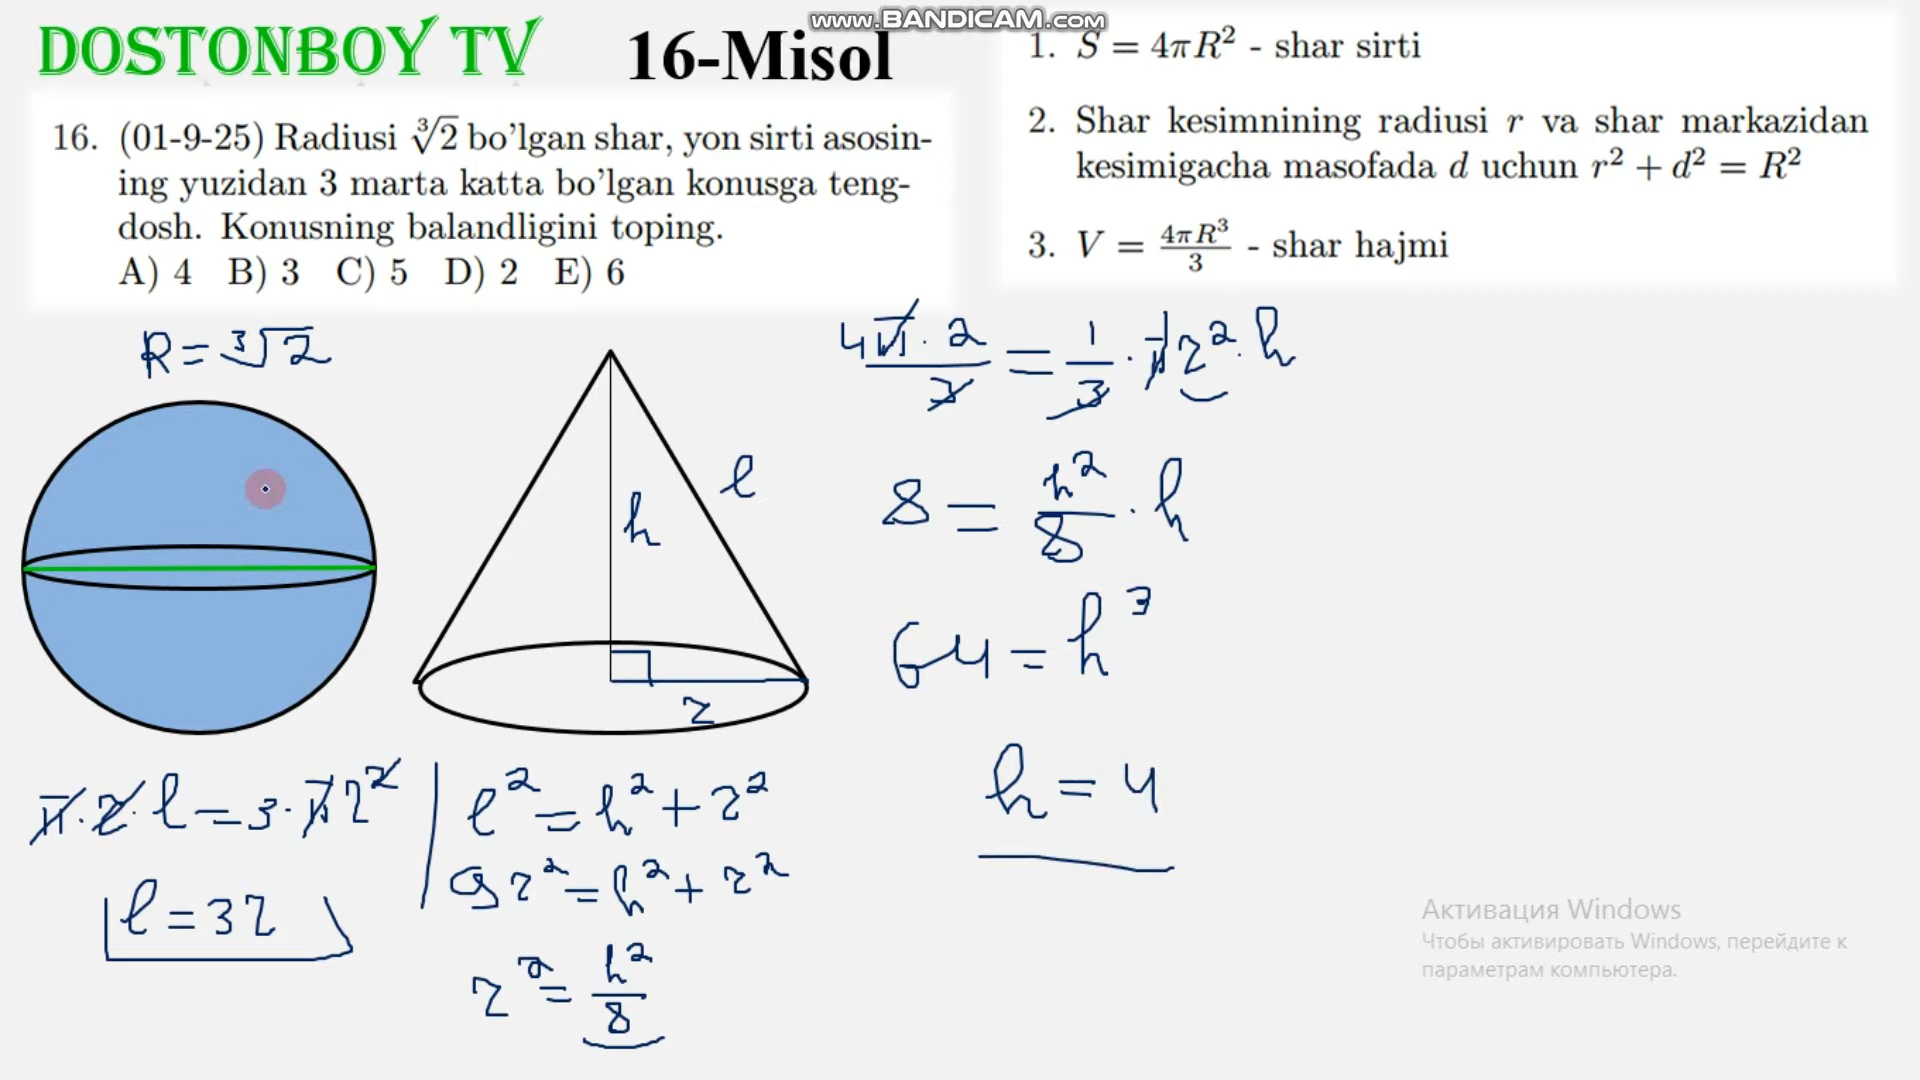 www.BANDICAM.com
DOSTONBOY TV
16-Misol
16. (01-9-25) Radiusi ∛2 bo’lgan shar, yon sirti asosin-
ing yuzidan 3 marta katta bo’lgan konusga teng-
dosh. Konusning balandligini toping.
A) 4 B) 3 C) 5 D) 2 E) 6
1. S = 4πR² - shar sirti
2. Shar kesimnining radiusi r va shar markazidan
kesimigacha masofada d uchun r² + d² = R²
3. V = 4πR³/3 - shar hajmi
R = ∛2
h
l
r
π · r · l = 3 · π r²
l = 3r
l² = h² + r²
9r² = h² + r²
r² = h²/8
4π · 2/3 = 1/3 · π r² · h
8 = h²/8 · h
64 = h³
h = 4
Активация Windows
Чтобы активировать Windows, перейдите к
параметрам компьютера.